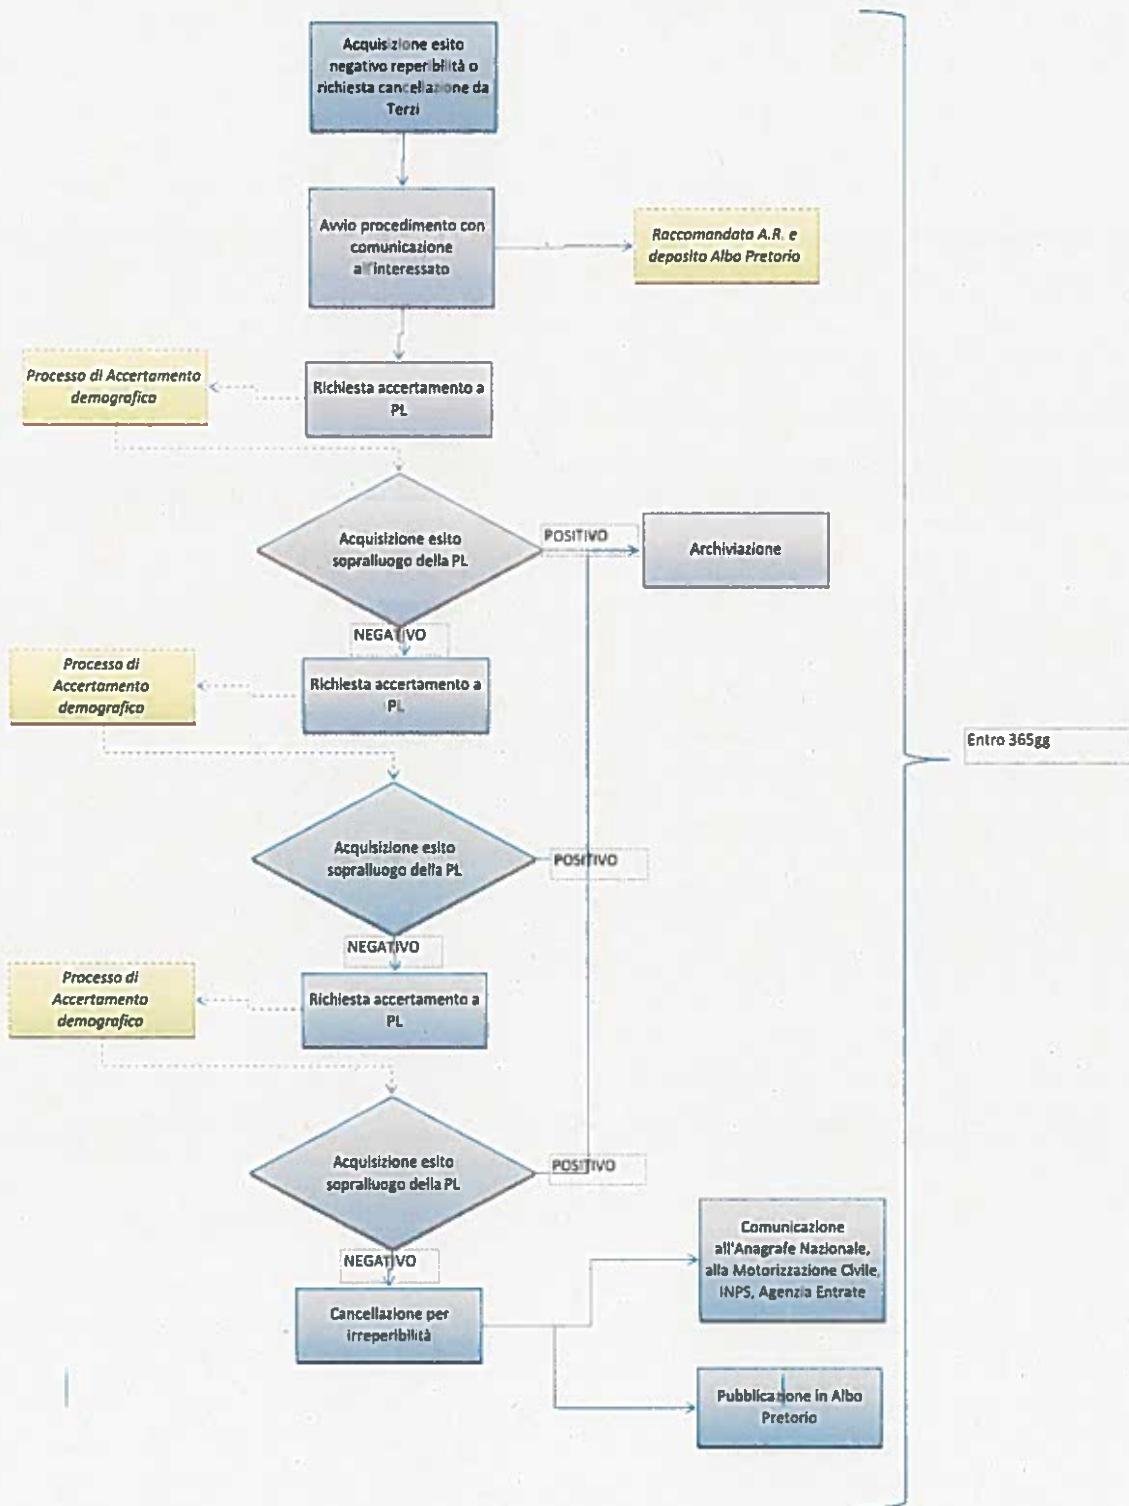 Acquisizione esito
negativo reperibilità o
richiesta cancellazione da
Terzi
Avvio procedimento con
comunicazione
all'interessato
Raccomandata A.R. e
deposito Albo Pretorio
Processo di Accertamento
demografico
Richiesta accertamento a
PL
Acquisizione esito
sopralluogo della PL
POSITIVO
Archiviazione
NEGATIVO
Processo di
Accertamento
demografico
Richiesta accertamento a
PL
Entro 365gg
Acquisizione esito
sopralluogo della PL
POSITIVO
NEGATIVO
Processo di
Accertamento
demografico
Richiesta accertamento a
PL
Acquisizione esito
sopralluogo della PL
POSITIVO
NEGATIVO
Cancellazione per
irreperibilità
Comunicazione
all'Anagrafe Nazionale,
alla Motorizzazione Civile,
INPS, Agenzia Entrate
Pubblicazione in Albo
Pretorio